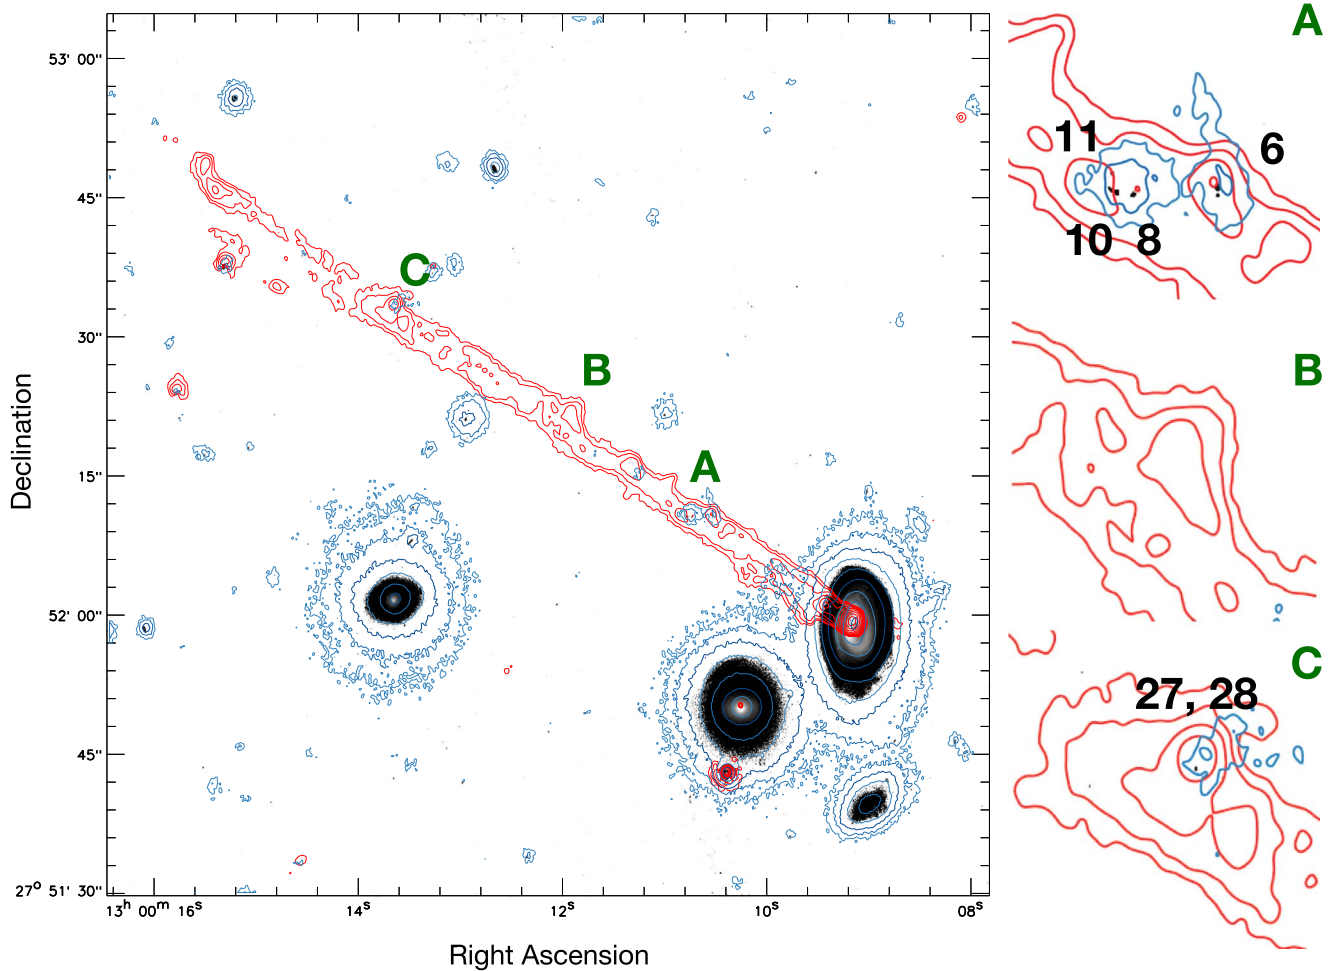 53' 00"
45"
30"
15"
52' 00"
45"
27° 51' 30"
13ʰ 00ᵐ 16ˢ
14ˢ
12ˢ
10ˢ
08ˢ
Right Ascension
Declination
C
B
A
A
11
6
10
8
B
C
27, 28